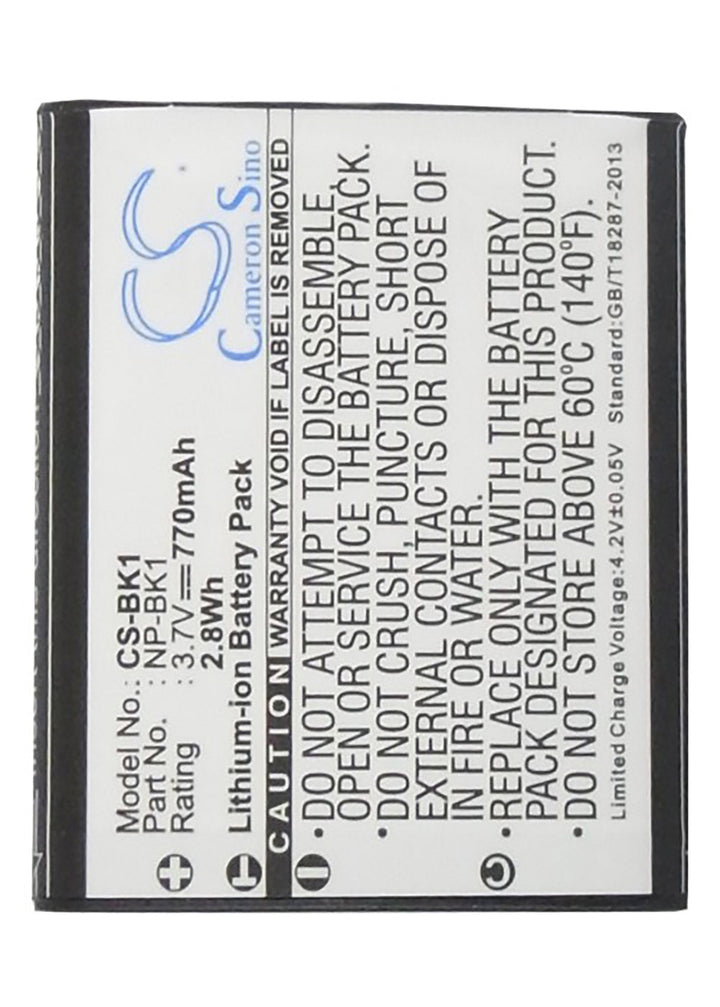 CS
Cameron Sino
Model No.: CS-BK1
Part No. : NP-BK1
Rating : 3.7V⎓770mAh
2.8Wh
Lithium-ion Battery Pack
CAUTION WARRANTY VOID IF LABEL IS REMOVED
•DO NOT ATTEMPT TO DISASSEMBLE,
OPEN OR SERVICE THE BATTERY PACK.
•DO NOT CRUSH, PUNCTURE, SHORT
EXTERNAL CONTACTS OR DISPOSE OF
IN FIRE OR WATER.
•REPLACE ONLY WITH THE BATTERY
PACK DESIGNATED FOR THIS PRODUCT.
•DO NOT STORE ABOVE 60°C (140°F).
Limited Charge Voltage:4.2V±0.05V Standard:GB/T18287-2013